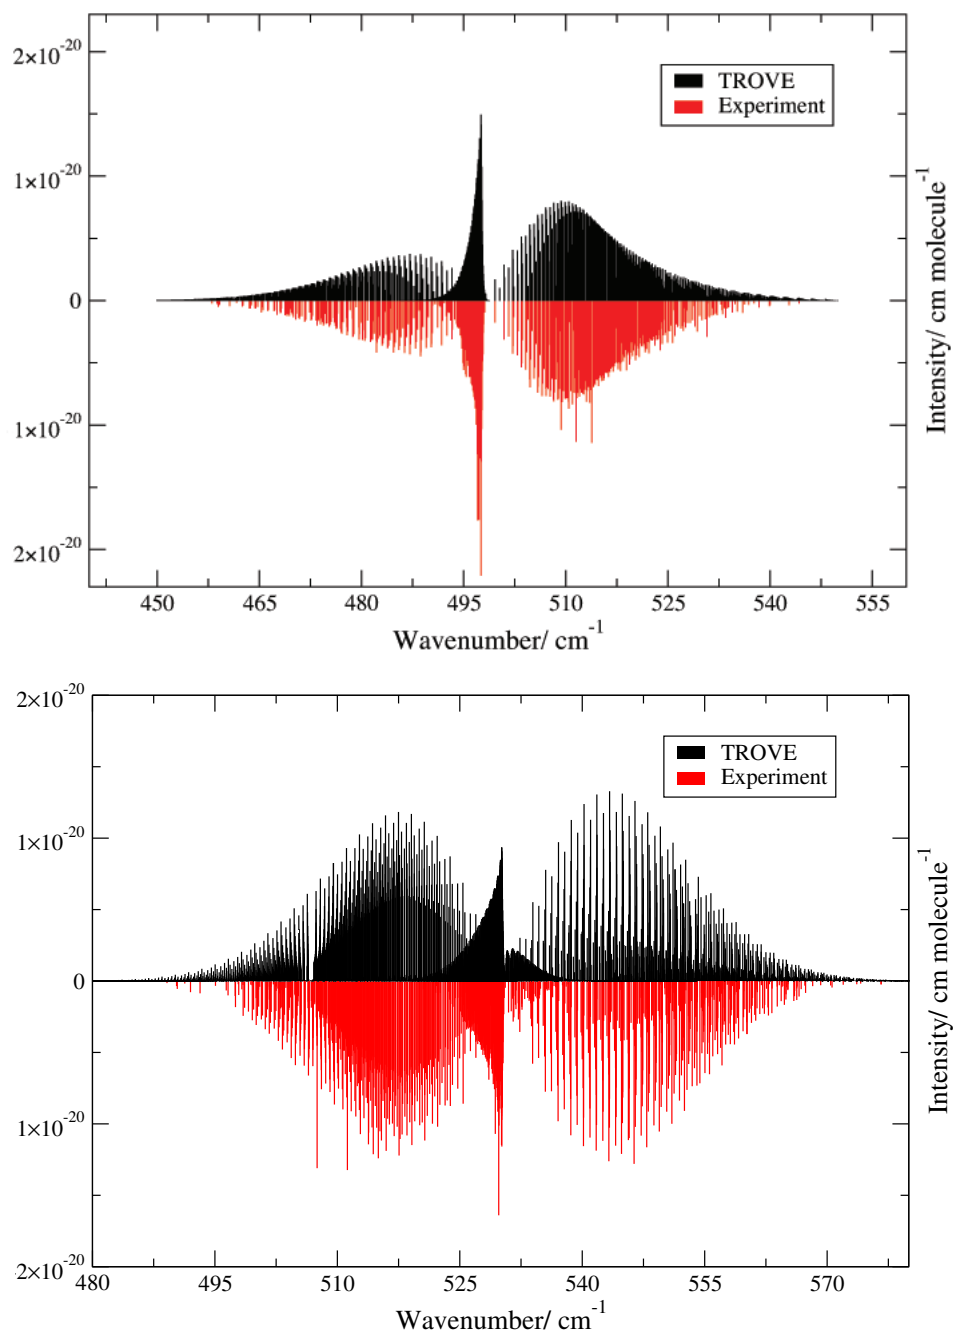 2×10⁻²⁰
1×10⁻²⁰
0
1×10⁻²⁰
2×10⁻²⁰
TROVE
Experiment
Intensity/ cm molecule⁻¹
450 465 480 495 510 525 540 555
Wavenumber/ cm⁻¹
2×10⁻²⁰
1×10⁻²⁰
0
1×10⁻²⁰
2×10⁻²⁰
TROVE
Experiment
Intensity/ cm molecule⁻¹
480 495 510 525 540 555 570
Wavenumber/ cm⁻¹